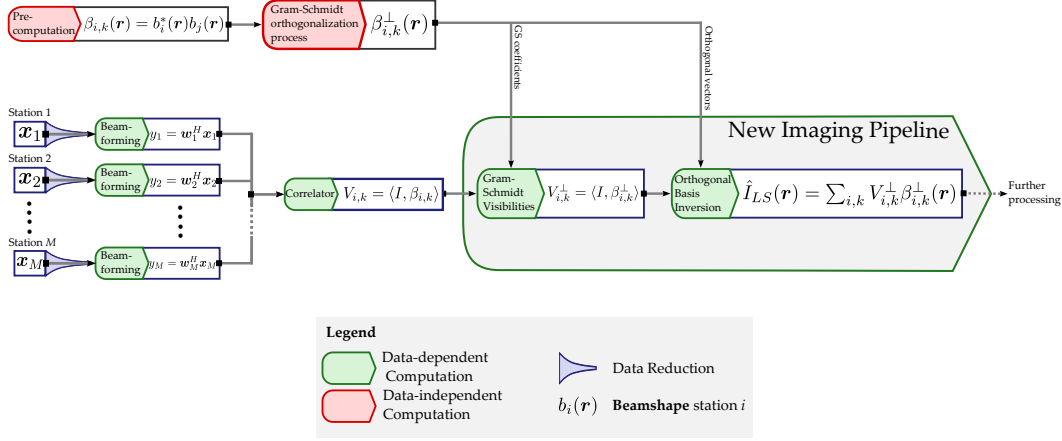 Pre-
computation
β_{i,k}(r) = b_i^*(r)b_j(r)
Gram-Schmidt
orthogonalization
process
β_{i,k}^⊥(r)
GS coefficients
Orthogonal vectors
Station 1
x_1
Beam-
forming
y_1 = w_1^H x_1
Station 2
x_2
Beam-
forming
y_2 = w_2^H x_2
Station M
x_M
Beam-
forming
y_M = w_M^H x_M
Correlator
V_{i,k} = ⟨I, β_{i,k}⟩
New Imaging Pipeline
Gram-
Schmidt
Visibilities
V_{i,k}^⊥ = ⟨I, β_{i,k}^⊥⟩
Orthogonal
Basis
Inversion
Î_{LS}(r) = ∑_{i,k} V_{i,k}^⊥ β_{i,k}^⊥(r)
Further
processing
Legend
Data-dependent
Computation
Data-independent
Computation
Data Reduction
b_i(r) Beamshape station i